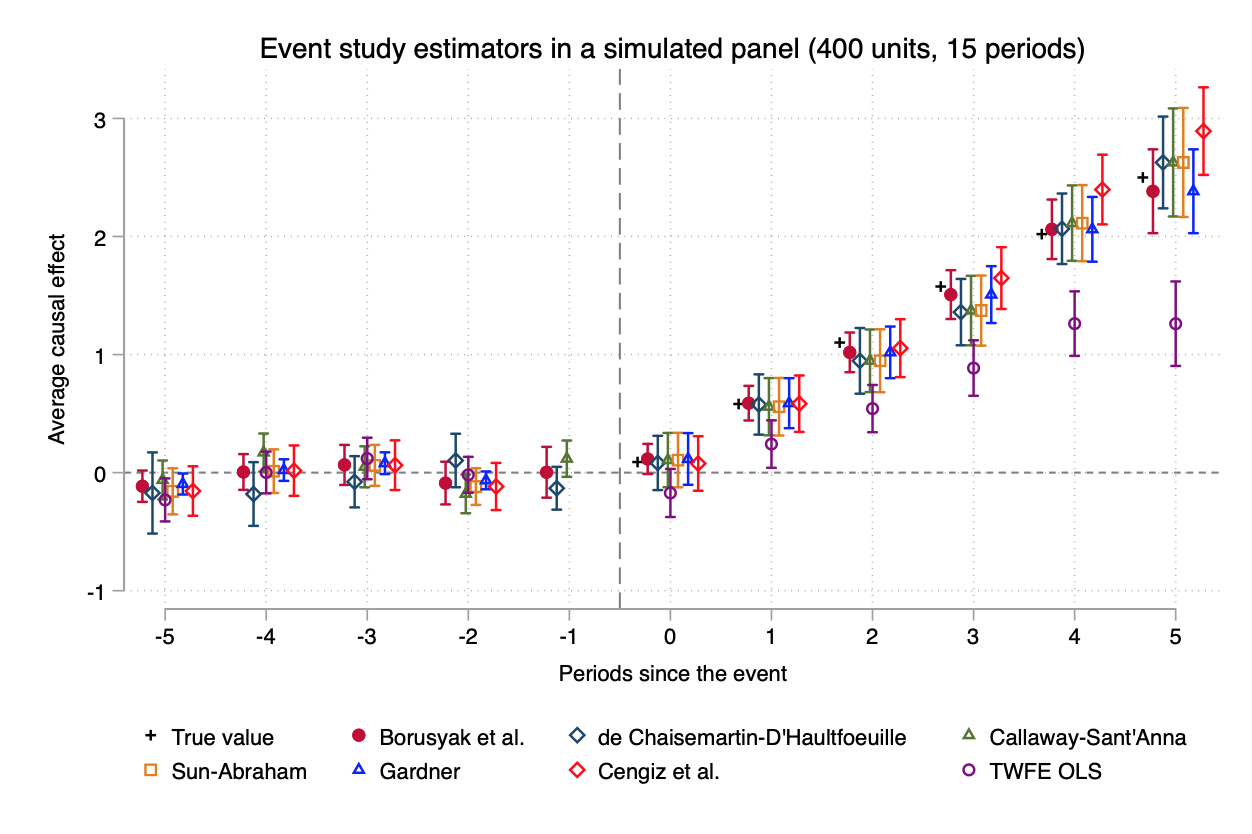 Event study estimators in a simulated panel (400 units, 15 periods)
Average causal effect
3
2
1
0
-1
-5 -4 -3 -2 -1 0 1 2 3 4 5
Periods since the event
True value Borusyak et al. de Chaisemartin-D'Haultfoeuille Callaway-Sant'Anna
Sun-Abraham Gardner Cengiz et al. TWFE OLS